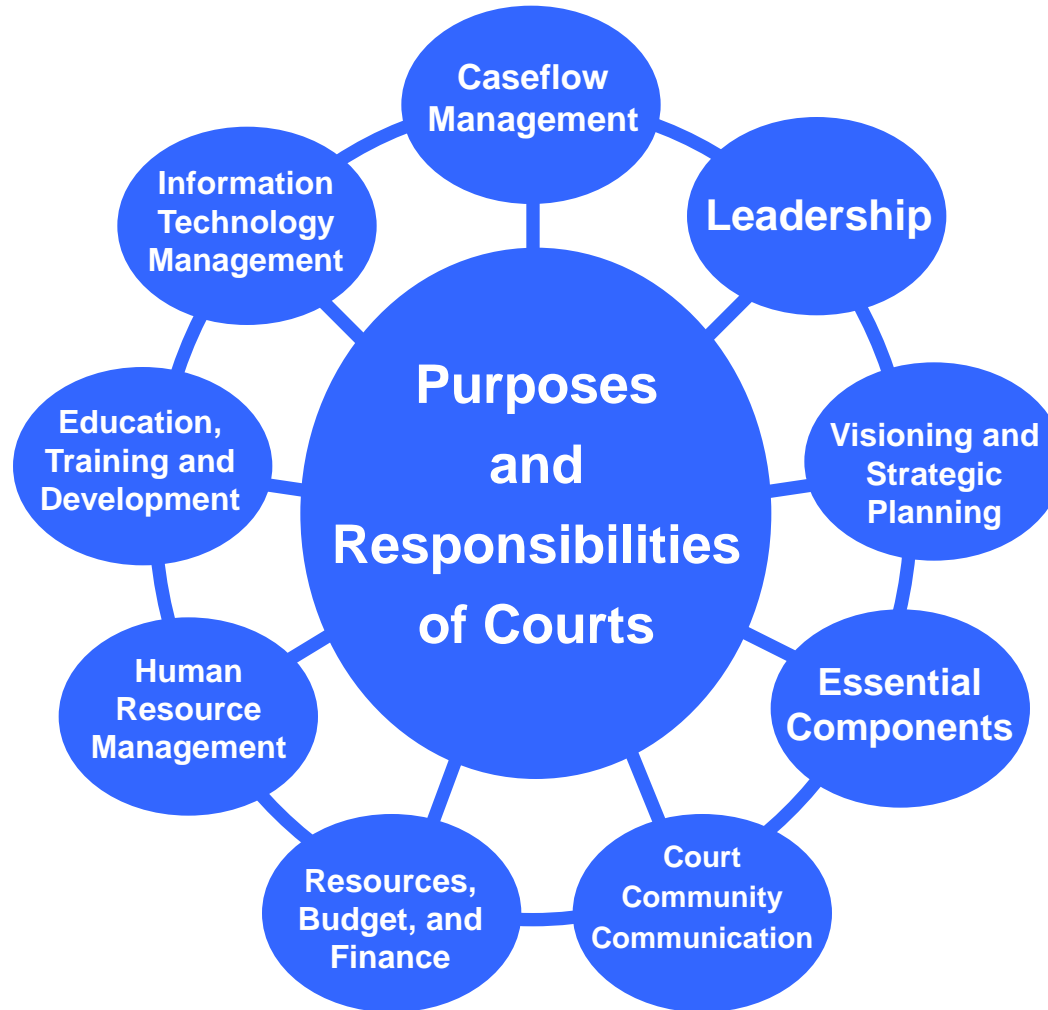 Caseflow
Management
Leadership
Visioning and
Strategic
Planning
Essential
Components
Court
Community
Communication
Resources,
Budget, and
Finance
Human
Resource
Management
Education,
Training and
Development
Information
Technology
Management
Purposes
and
Responsibilities
of Courts